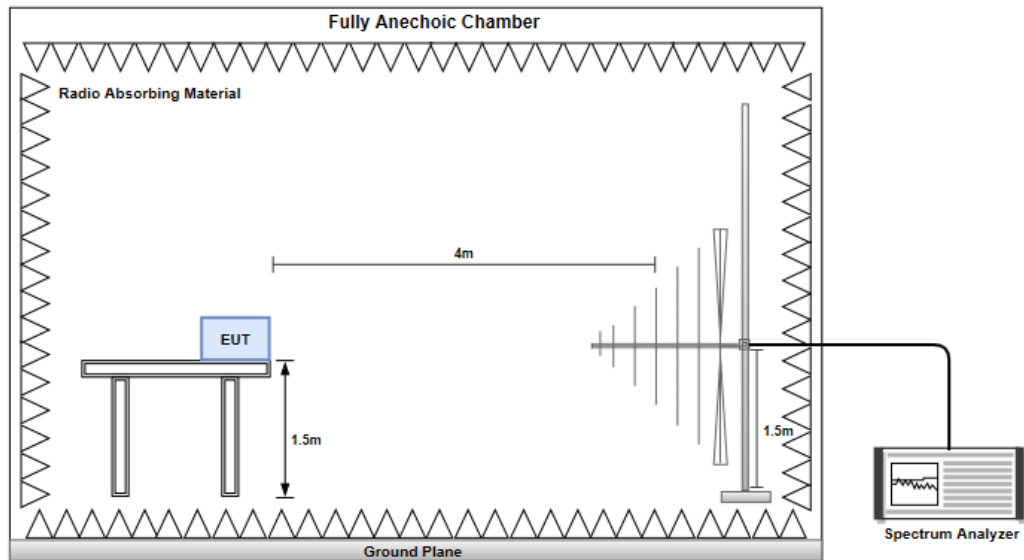 Fully Anechoic Chamber
Radio Absorbing Material
4m
EUT
1.5m
1.5m
Spectrum Analyzer
Ground Plane